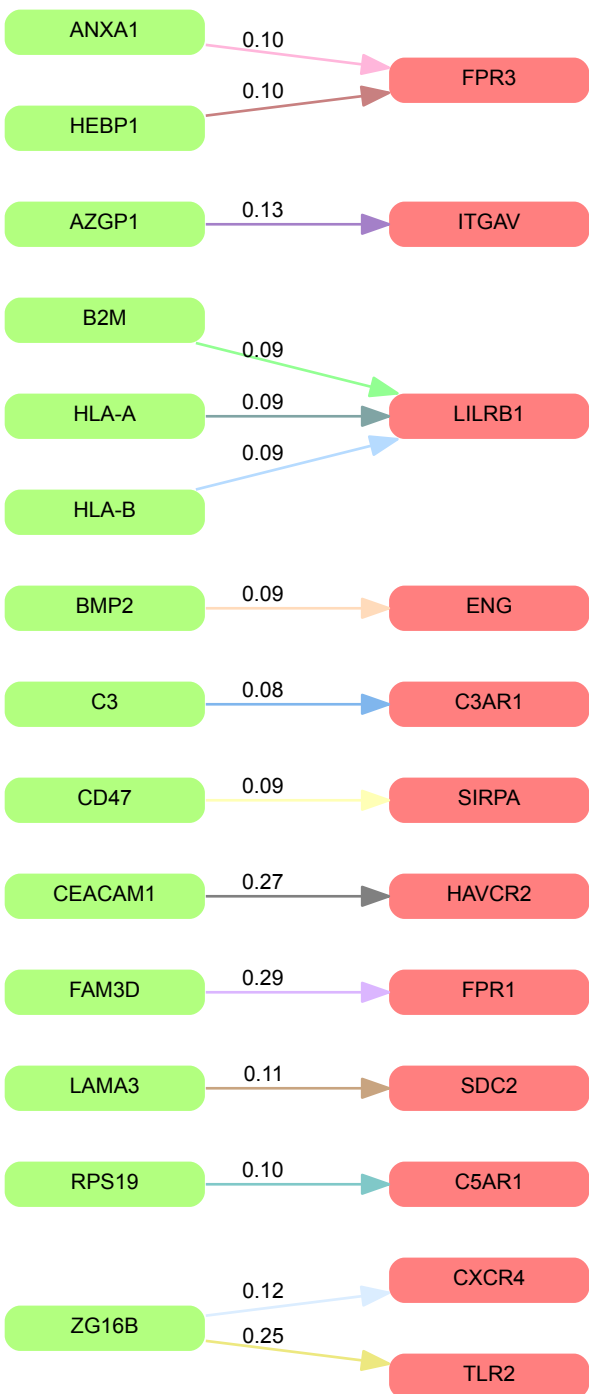 ANXA1
0.10
FPR3
0.10
HEBP1
AZGP1
0.13
ITGAV
B2M
0.09
HLA-A
0.09
LILRB1
0.09
HLA-B
BMP2
0.09
ENG
C3
0.08
C3AR1
CD47
0.09
SIRPA
CEACAM1
0.27
HAVCR2
FAM3D
0.29
FPR1
LAMA3
0.11
SDC2
RPS19
0.10
C5AR1
ZG16B
0.12
CXCR4
0.25
TLR2